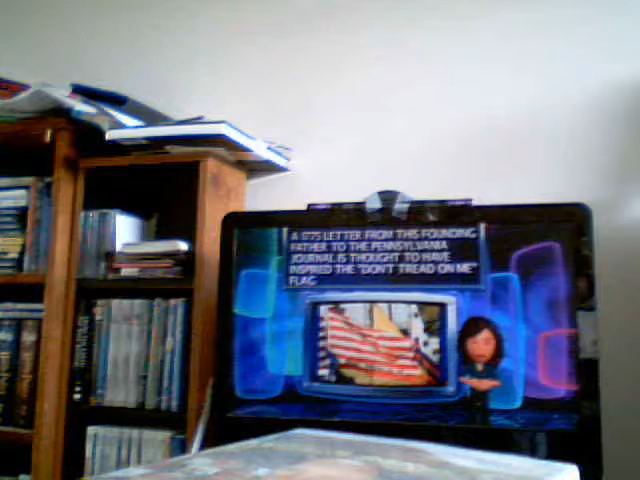 A 1775 LETTER FROM THIS FOUNDING
FATHER TO THE PENNSYLVANIA
JOURNAL IS THOUGHT TO HAVE
INSPIRED THE "DON'T TREAD ON ME"
FLAG